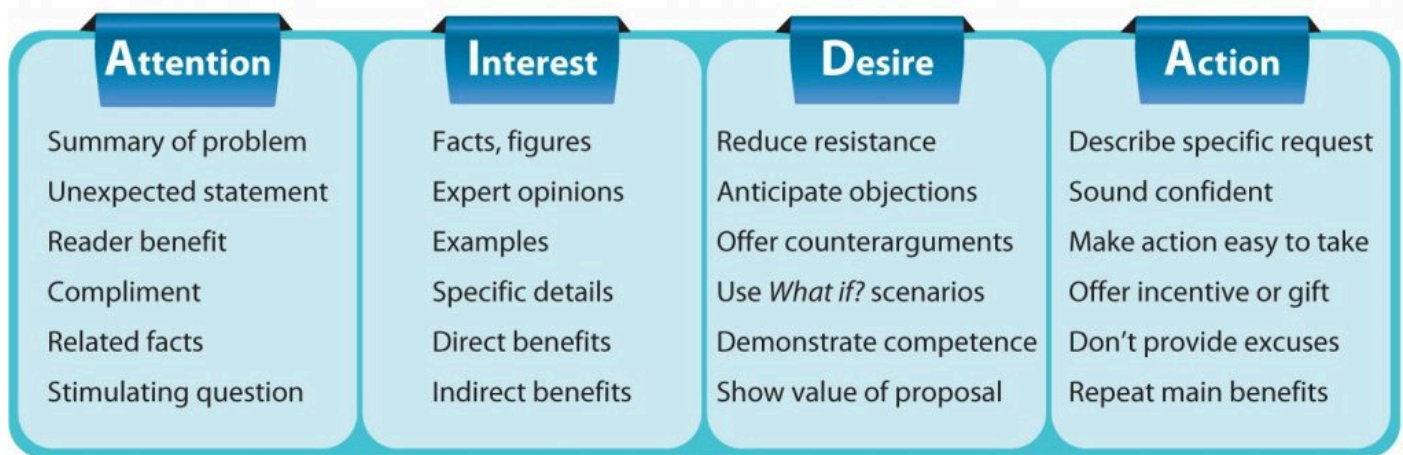 Attention
Summary of problem
Unexpected statement
Reader benefit
Compliment
Related facts
Stimulating question
Interest
Facts, figures
Expert opinions
Examples
Specific details
Direct benefits
Indirect benefits
Desire
Reduce resistance
Anticipate objections
Offer counterarguments
Use What if? scenarios
Demonstrate competence
Show value of proposal
Action
Describe specific request
Sound confident
Make action easy to take
Offer incentive or gift
Don’t provide excuses
Repeat main benefits